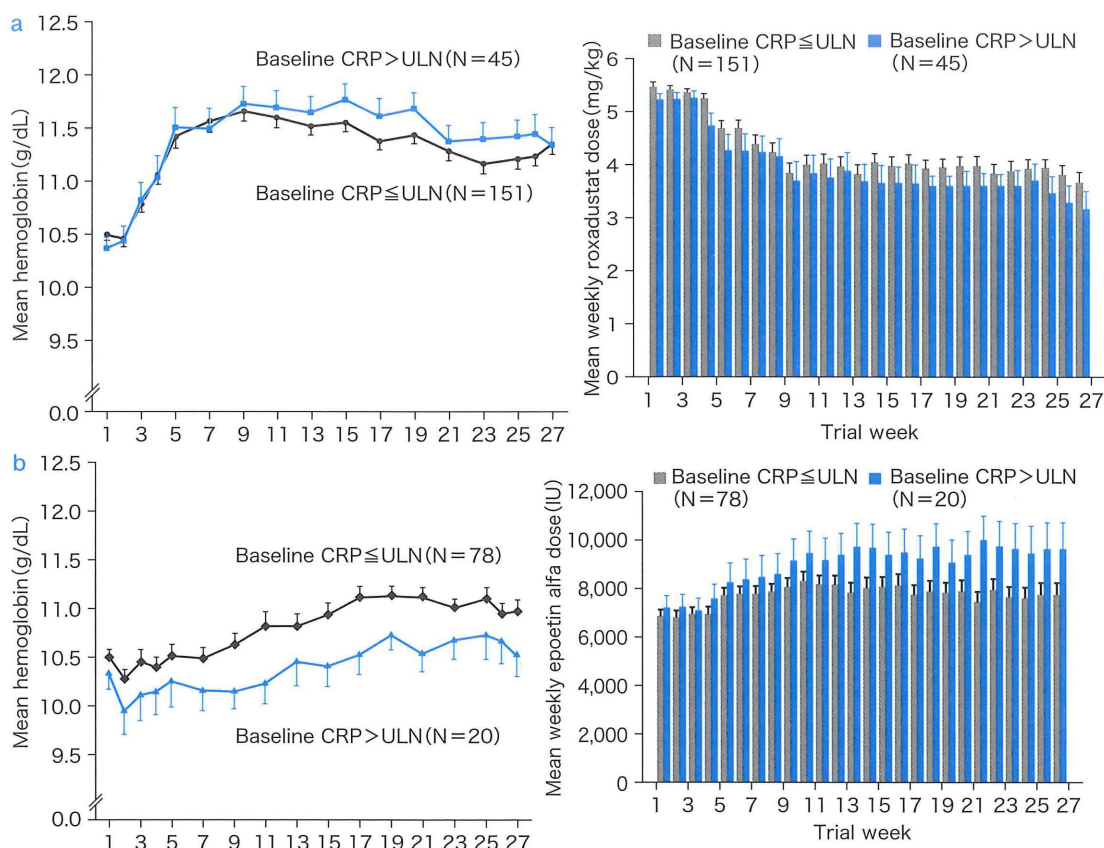 a
Mean hemoglobin(g/dL)
12.5
12.0
11.5
11.0
10.5
10.0
9.5
0.0
Baseline CRP>ULN(N=45)
Baseline CRP≦ULN(N=151)
1 3 5 7 9 11 13 15 17 19 21 23 25 27
Baseline CRP≦ULN
(N=151)
Baseline CRP>ULN
(N=45)
Mean weekly roxadustat dose(mg/kg)
6
5
4
3
4
2
1
0
1 3 5 7 9 11 13 15 17 19 21 23 25 27
Trial week
b
Mean hemoglobin(g/dL)
12.5
12.0
11.5
11.0
10.5
10.0
9.5
0.0
Baseline CRP≦ULN(N=78)
Baseline CRP>ULN(N=20)
1 3 5 7 9 11 13 15 17 19 21 23 25 27
Baseline CRP≦ULN
(N=78)
Baseline CRP>ULN
(N=20)
Mean weekly epoetin alfa dose(IU)
12,000
10,000
8,000
6,000
4,000
2,000
0
1 3 5 7 9 11 13 15 17 19 21 23 25 27
Trial week